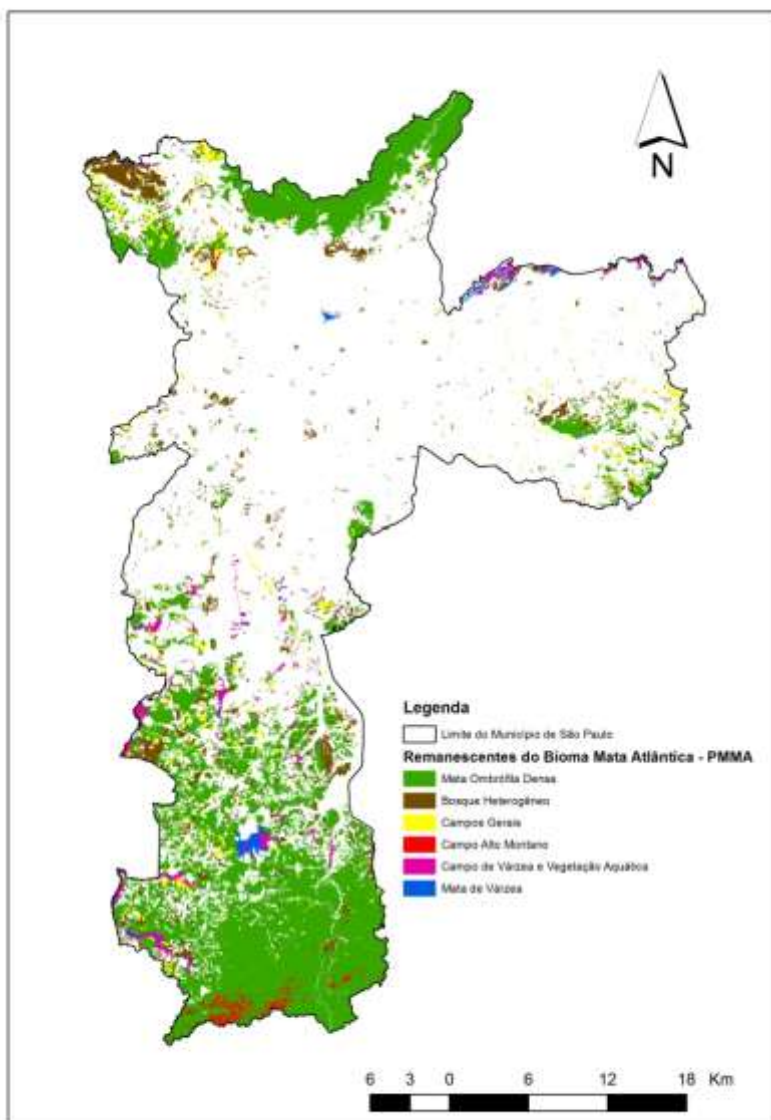 N
Legenda
Limite do Município de São Paulo
Remanescentes do Bioma Mata Atlântica - PMMA
Mata Ombrófila Densa
Bosque Heterogêneo
Campos Gerais
Campo Alto Montano
Campo de Várzea e Vegetação Aquática
Mata de Várzea
6 3 0 6 12 18 Km